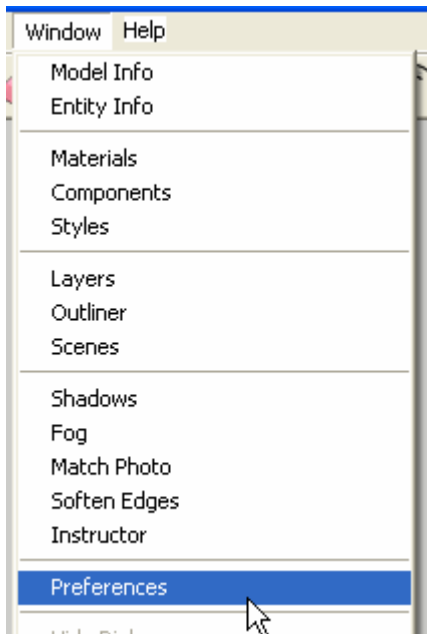 Window Help
Model Info
Entity Info
Materials
Components
Styles
Layers
Outliner
Scenes
Shadows
Fog
Match Photo
Soften Edges
Instructor
Preferences